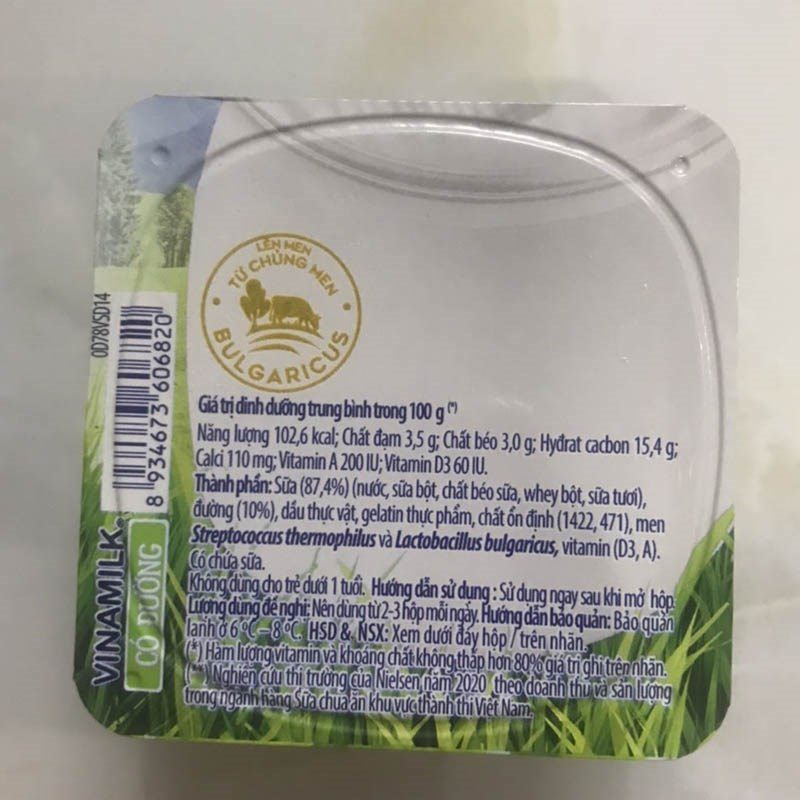 LÊN MEN
TỪ CHỦNG MEN
BULGARICUS
0D78VSD14
8 934673 606820
VINAMILK.
CÓ ĐƯỜNG
Giá trị dinh dưỡng trung bình trong 100 g (*)
Năng lượng 102,6 kcal; Chất đạm 3,5 g; Chất béo 3,0 g; Hyđrat cacbon 15,4 g;
Calci 110 mg; Vitamin A 200 IU; Vitamin D3 60 IU.
Thành phần: Sữa (87,4%) (nước, sữa bột, chất béo sữa, whey bột, sữa tươi),
đường (10%), dầu thực vật, gelatin thực phẩm, chất ổn định (1422, 471), men
Streptococcus thermophilus và Lactobacillus bulgaricus, vitamin (D3, A).
Có chứa sữa.
Không dùng cho trẻ dưới 1 tuổi. Hướng dẫn sử dụng : Sử dụng ngay sau khi mở hộp
Lượng dùng đề nghị: Nên dùng từ 2-3 hộp mỗi ngày. Hướng dẫn bảo quản: Bảo quản
lạnh ở 6 °C – 8 °C. HSD & NSX: Xem dưới đáy hộp / trên nhãn.
(*) Hàm lượng vitamin và khoáng chất không thấp hơn 80% giá trị ghi trên nhãn.
(**) Nghiên cứu thị trường của Nielsen năm 2020 theo doanh thu và sản lượng
trong ngành hàng Sữa chua ăn khu vực thành thị Việt Nam.